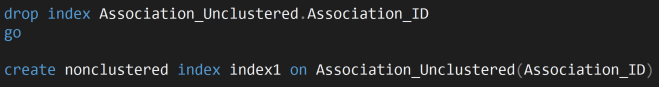 drop index Association_Unclustered.Association_ID
go
create nonclustered index index1 on Association_Unclustered(Association_ID)